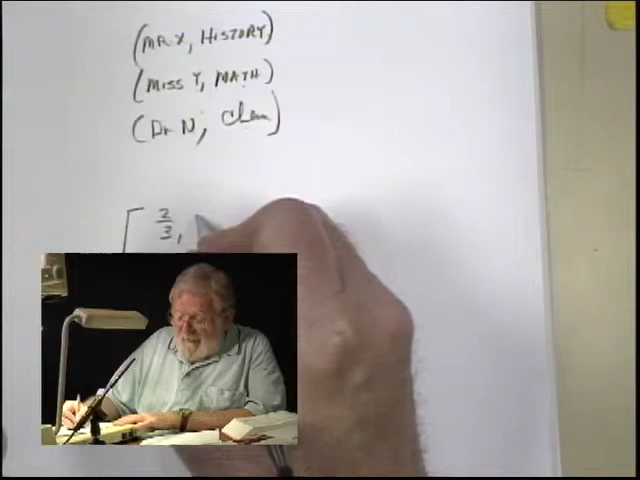 (MR X, HISTORY)
(MISS Y, MATH)
(Dr N, Chem)
[ 2/3,